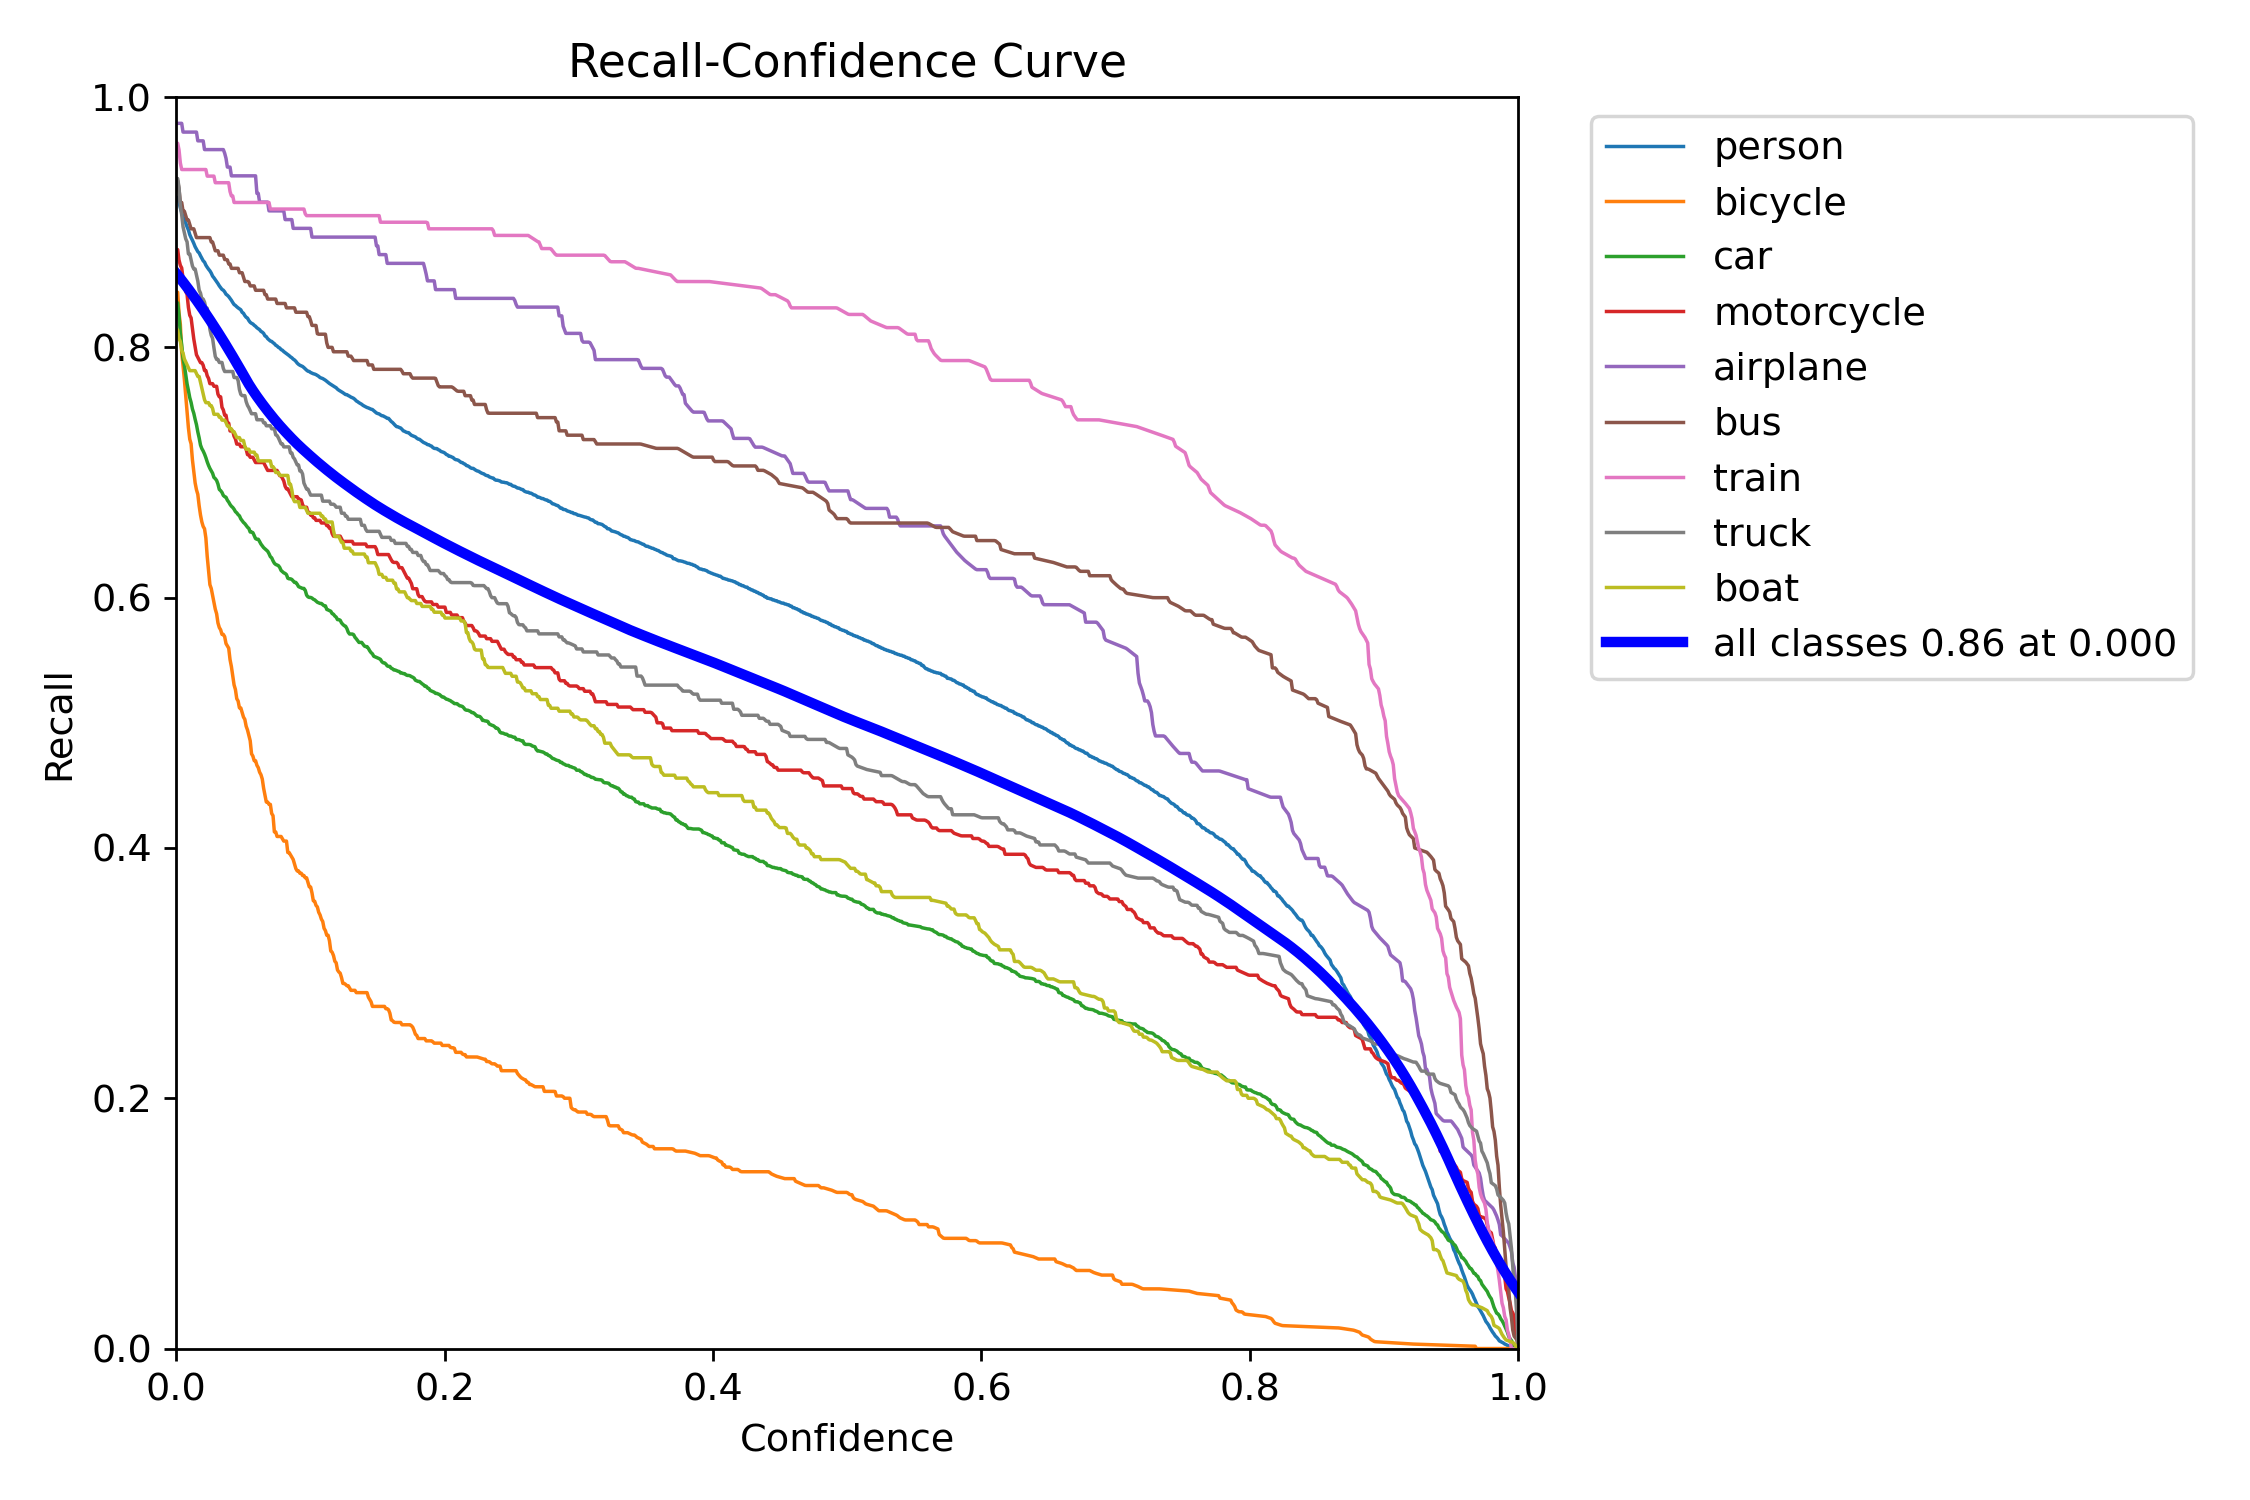 Recall-Confidence Curve
1.0
0.8
0.6
0.4
0.2
0.0
Recall
0.0 0.2 0.4 0.6 0.8 1.0
Confidence
person
bicycle
car
motorcycle
airplane
bus
train
truck
boat
all classes 0.86 at 0.000